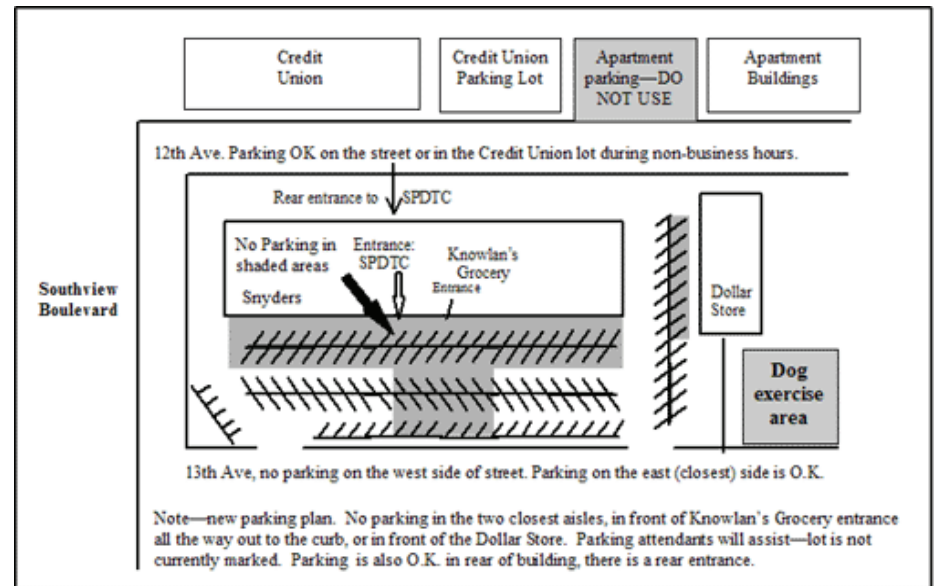 Credit
Union
Credit Union
Parking Lot
Apartment
parking—DO
NOT USE
Apartment
Buildings
12th Ave. Parking OK on the street or in the Credit Union lot during non-business hours.
Rear entrance to SPDTC
No Parking in
shaded areas
Entrance:
SPDTC
Knowlan's
Grocery
Entrance
Snyders
Southview
Boulevard
Dollar
Store
Dog
exercise
area
13th Ave, no parking on the west side of street. Parking on the east (closest) side is O.K.
Note—new parking plan. No parking in the two closest aisles, in front of Knowlan's Grocery entrance
all the way out to the curb, or in front of the Dollar Store. Parking attendants will assist—lot is not
currently marked. Parking is also O.K. in rear of building, there is a rear entrance.